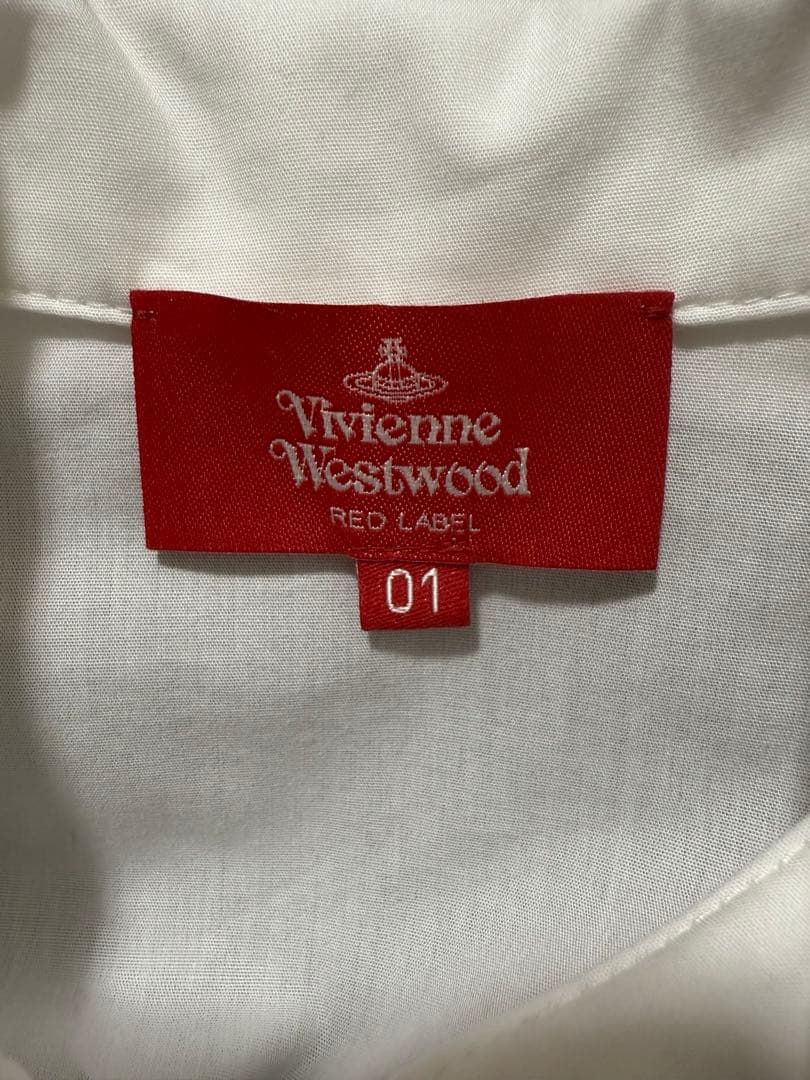 Vivienne
Westwood
RED LABEL
01